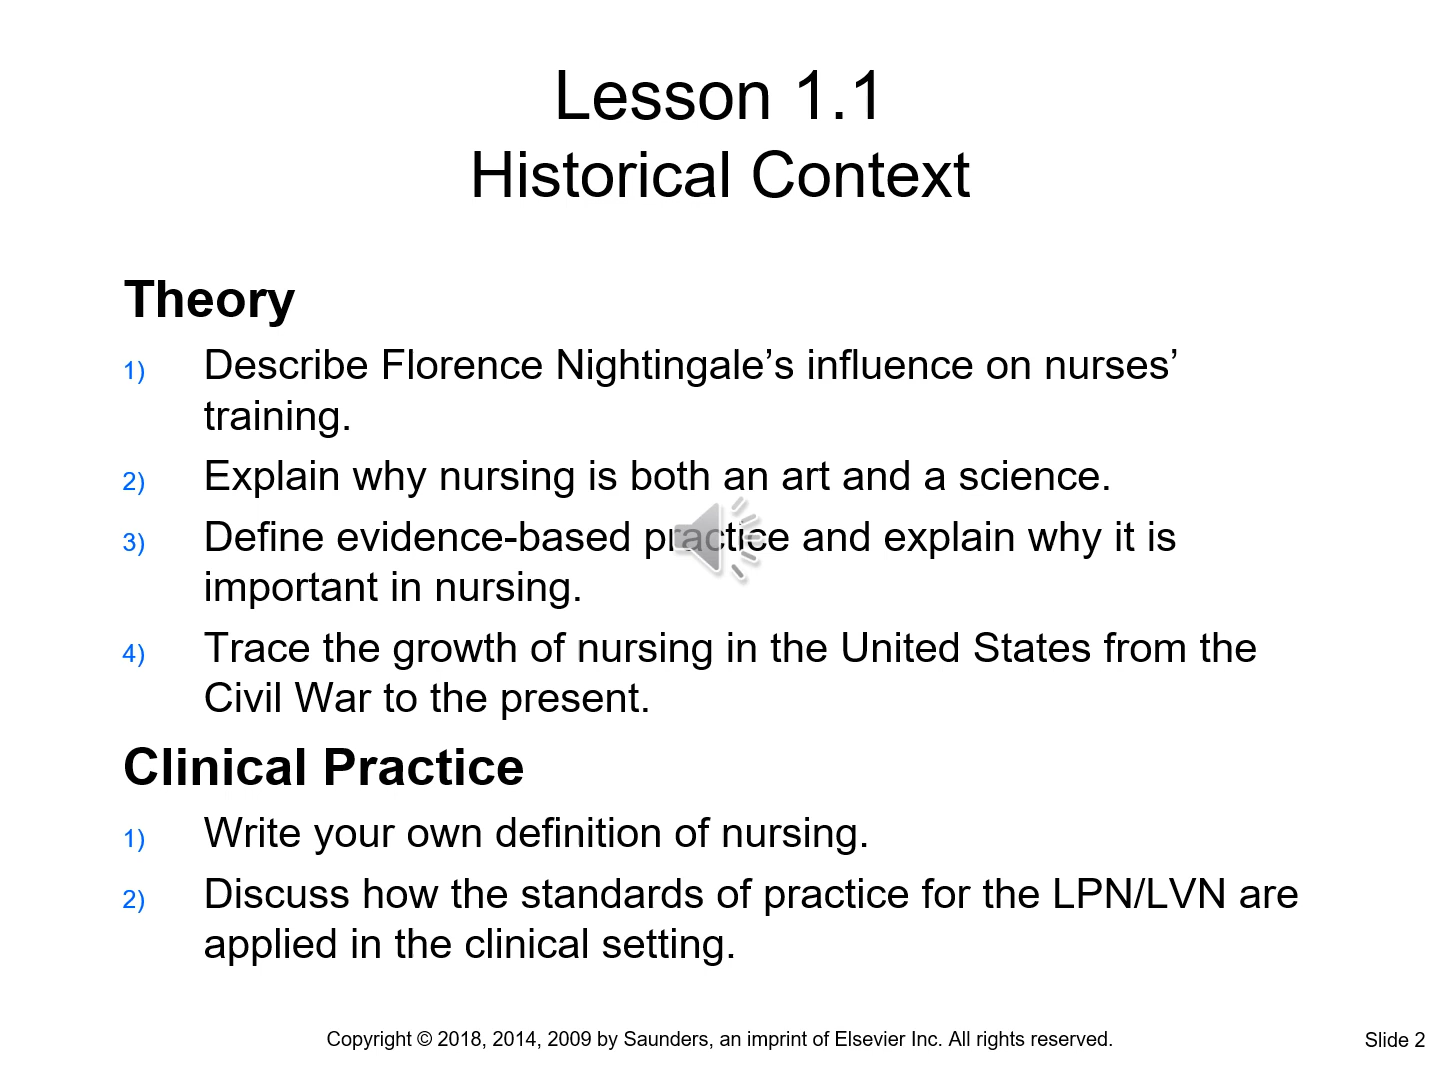 Lesson 1.1
Historical Context
Theory
1) Describe Florence Nightingale’s influence on nurses’
training.
2) Explain why nursing is both an art and a science.
3) Define evidence-based practice and explain why it is
important in nursing.
4) Trace the growth of nursing in the United States from the
Civil War to the present.
Clinical Practice
1) Write your own definition of nursing.
2) Discuss how the standards of practice for the LPN/LVN are
applied in the clinical setting.
Copyright © 2018, 2014, 2009 by Saunders, an imprint of Elsevier Inc. All rights reserved.
Slide 2